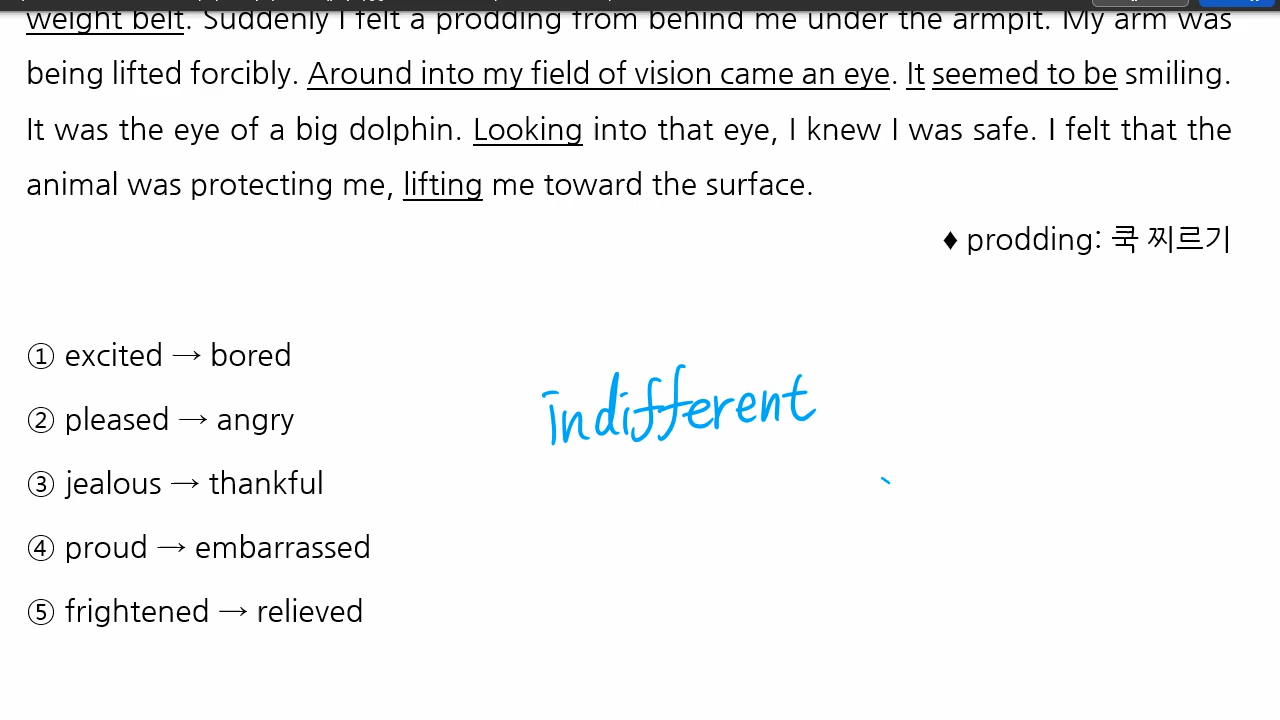 weight belt. Suddenly I felt a prodding from behind me under the armpit. My arm was
being lifted forcibly. Around into my field of vision came an eye. It seemed to be smiling.
It was the eye of a big dolphin. Looking into that eye, I knew I was safe. I felt that the
animal was protecting me, lifting me toward the surface.
♦ prodding: 쿡 찌르기
① excited → bored
indifferent
② pleased → angry
③ jealous → thankful
④ proud → embarrassed
⑤ frightened → relieved